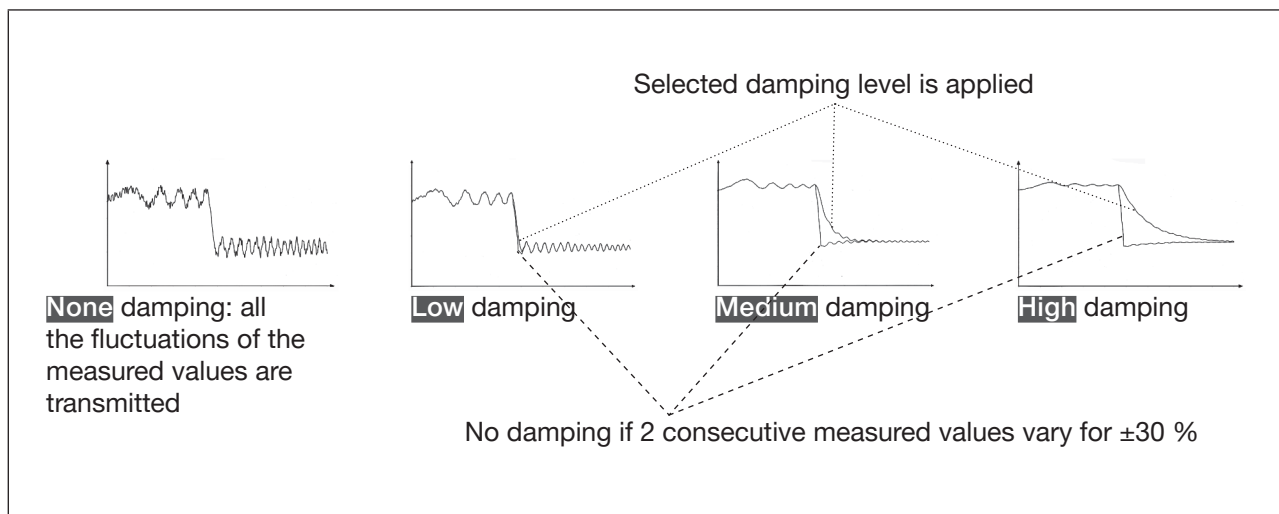 Selected damping level is applied
None damping: all
the fluctuations of the
measured values are
transmitted
Low damping
Medium damping
High damping
No damping if 2 consecutive measured values vary for ±30 %